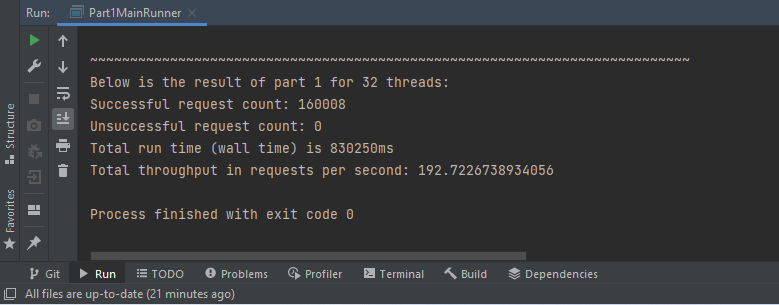 Run: Part1MainRunner
~~~~~~~~~~~~~~~~~~~~~~~~~~~~~~~~~~~~~~~~~~~~~~~~~~~~~~~~~~~~~~~~~~~~~~~~~~~
Below is the result of part 1 for 32 threads:
Successful request count: 160008
Unsuccessful request count: 0
Total run time (wall time) is 830250ms
Total throughput in requests per second: 192.7226738934056
Process finished with exit code 0
Structure
Favorites
Git Run TODO Problems Profiler Terminal Build Dependencies
All files are up-to-date (21 minutes ago)